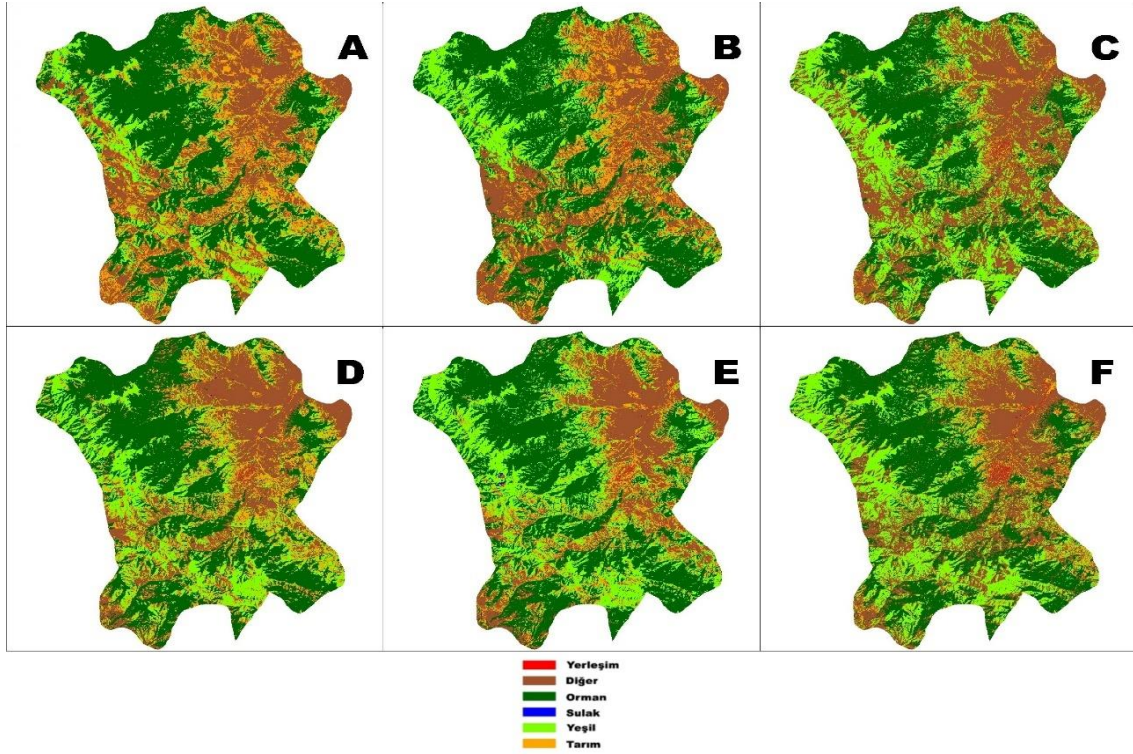 A
B
C
D
E
F
Yerleşim
Diğer
Orman
Sulak
Yeşil
Tarım